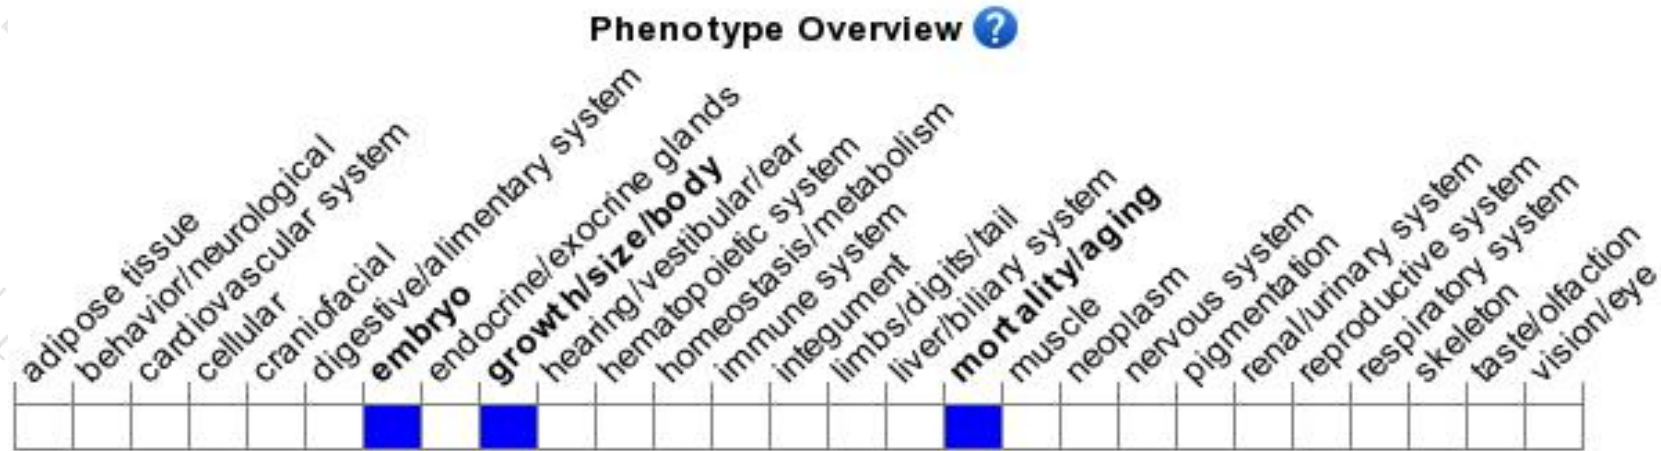 Phenotype Overview ?
adipose tissue
behavior/neurological
cardiovascular system
cellular
craniofacial
digestive/alimentary system
embryo
endocrine/exocrine glands
growth/size/body
hearing/vestibular/ear
hematopoietic system
homeostasis/metabolism
immune system
integument
limbs/digits/tail
liver/biliary system
mortality/aging
muscle
neoplasm
nervous system
pigmentation
renal/urinary system
reproductive system
respiratory system
skeleton
taste/olfaction
vision/eye